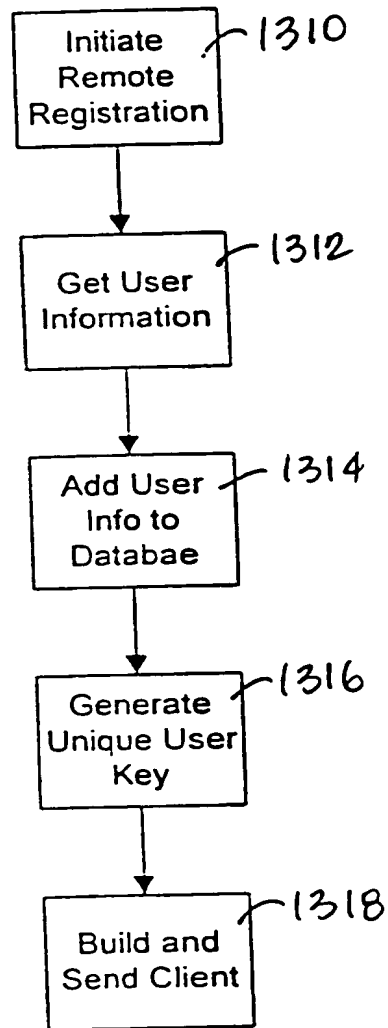 Initiate
Remote
Registration
1310
Get User
Information
1312
Add User
Info to
Databae
1314
Generate
Unique User
Key
1316
Build and
Send Client
1318